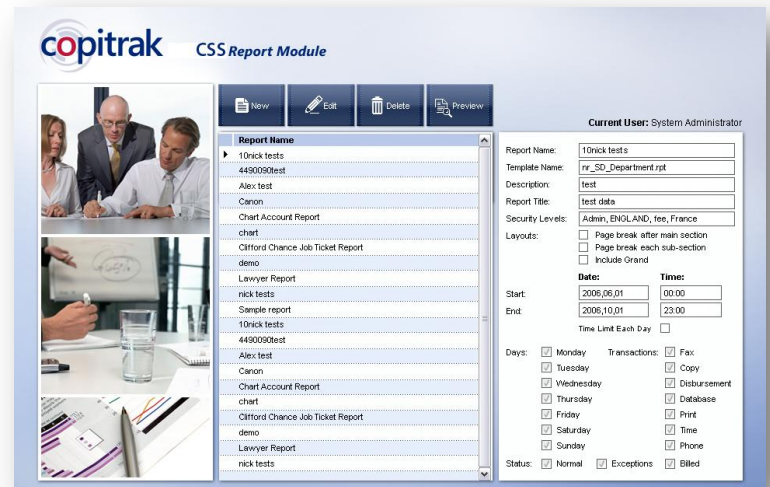 copitrak CSS Report Module
New Edit Delete Preview
Current User: System Administrator
Report Name
10nick tests
4490090test
Alex test
Canon
Chart Account Report
chart
Clifford Chance Job Ticket Report
demo
Lawyer Report
nick tests
Sample report
10nick tests
4490090test
Alex test
Canon
Chart Account Report
chart
Clifford Chance Job Ticket Report
demo
Lawyer Report
nick tests
Report Name: 10nick tests
Template Name: nr_SD_Department.rpt
Description: test
Report Title: test data
Security Levels: Admin, ENGLAND, fee, France
Layouts: Page break after main section
Page break each sub-section
Include Grand
Date: Time:
Start: 2006,06,01 00:00
End: 2006,10,01 23:00
Time Limit Each Day
Days: Monday Transactions: Fax
Tuesday Copy
Wednesday Disbursement
Thursday Database
Friday Print
Saturday Time
Sunday Phone
Status: Normal Exceptions Billed